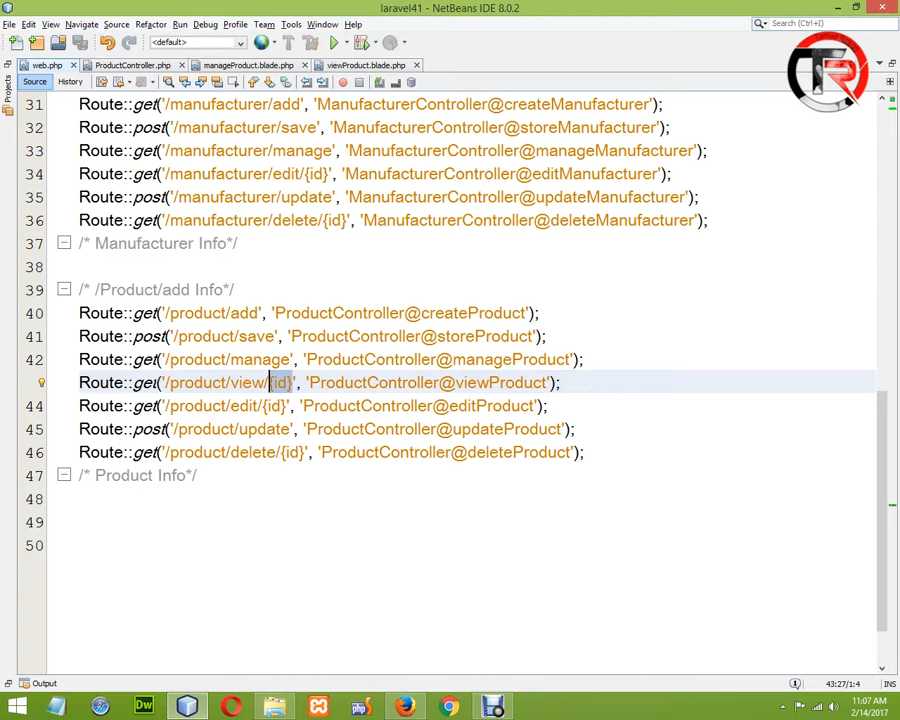 laravel41 - NetBeans IDE 8.0.2
File Edit View Navigate Source Refactor Run Debug Profile Team Tools Window Help
<default>
Search (Ctrl+I)
web.php ProductController.php manageProduct.blade.php viewProduct.blade.php
Source History
Projects
31 Route::get('/manufacturer/add', 'ManufacturerController@createManufacturer');
32 Route::post('/manufacturer/save', 'ManufacturerController@storeManufacturer');
33 Route::get('/manufacturer/manage', 'ManufacturerController@manageManufacturer');
34 Route::get('/manufacturer/edit/{id}', 'ManufacturerController@editManufacturer');
35 Route::post('/manufacturer/update', 'ManufacturerController@updateManufacturer');
36 Route::get('/manufacturer/delete/{id}', 'ManufacturerController@deleteManufacturer');
37 /* Manufacturer Info*/
38
39 /* /Product/add Info*/
40 Route::get('/product/add', 'ProductController@createProduct');
41 Route::post('/product/save', 'ProductController@storeProduct');
42 Route::get('/product/manage', 'ProductController@manageProduct');
Route::get('/product/view/{id}', 'ProductController@viewProduct');
44 Route::get('/product/edit/{id}', 'ProductController@editProduct');
45 Route::post('/product/update', 'ProductController@updateProduct');
46 Route::get('/product/delete/{id}', 'ProductController@deleteProduct');
47 /* Product Info*/
48
49
50
Output
43:27/1:4 INS
11:07 AM
2/14/2017